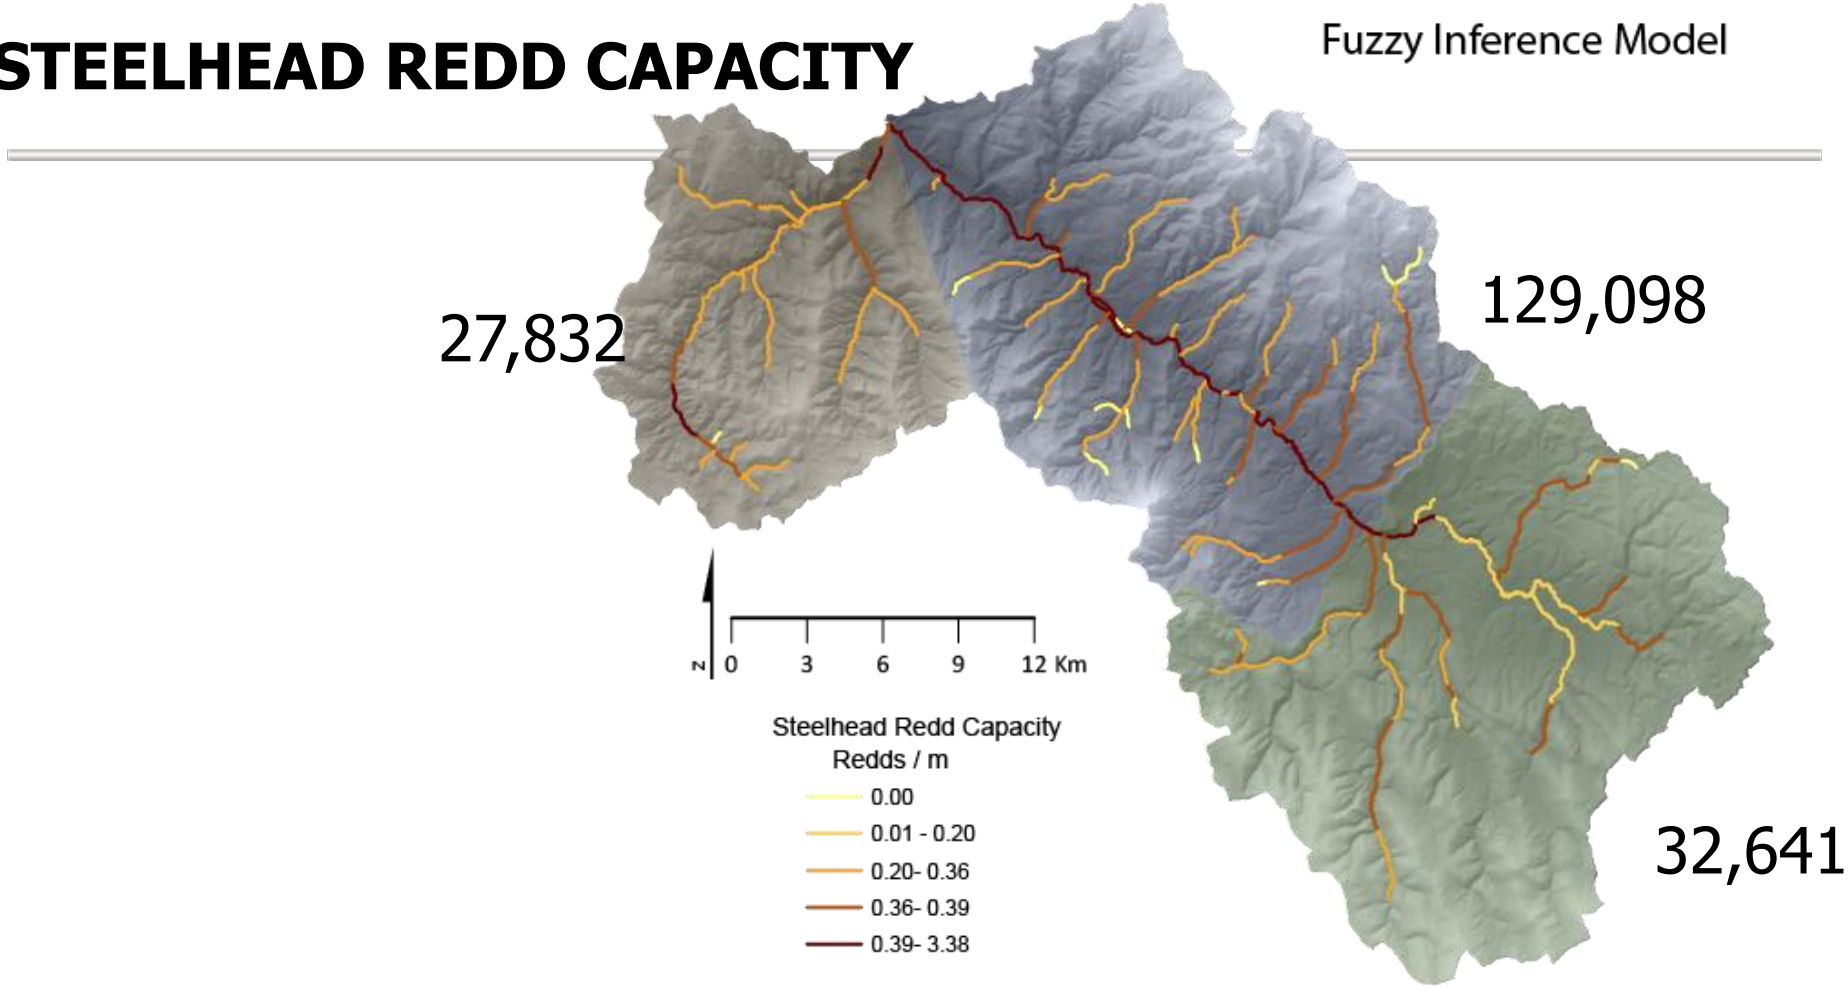 STEELHEAD REDD CAPACITY
Fuzzy Inference Model
27,832
129,098
32,641
N
0 3 6 9 12 Km
Steelhead Redd Capacity
Redds / m
0.00
0.01 - 0.20
0.20- 0.36
0.36- 0.39
0.39- 3.38